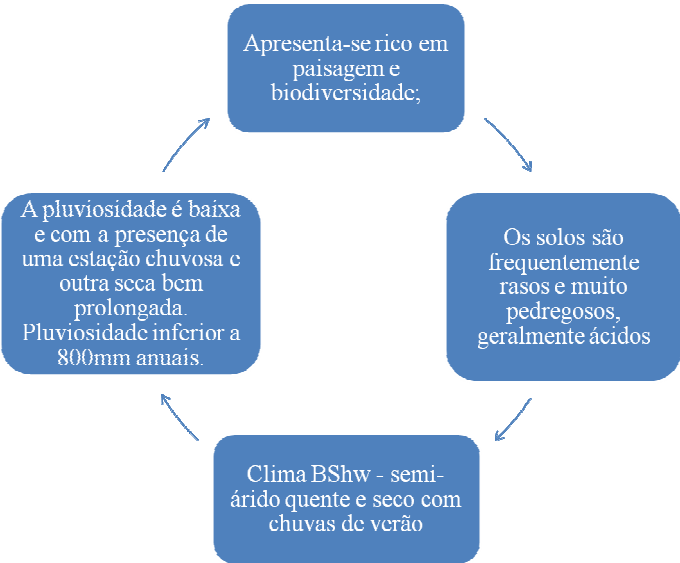 Apresenta-se rico em
paisagem e
biodiversidade;
Os solos são
frequentemente
rasos e muito
pedregosos,
geralmente ácidos
Clima BShw - semi-
árido quente e seco com
chuvas de verão
A pluviosidade é baixa
e com a presença de
uma estação chuvosa e
outra seca bem
prolongada.
Pluviosidade inferior a
800mm anuais.